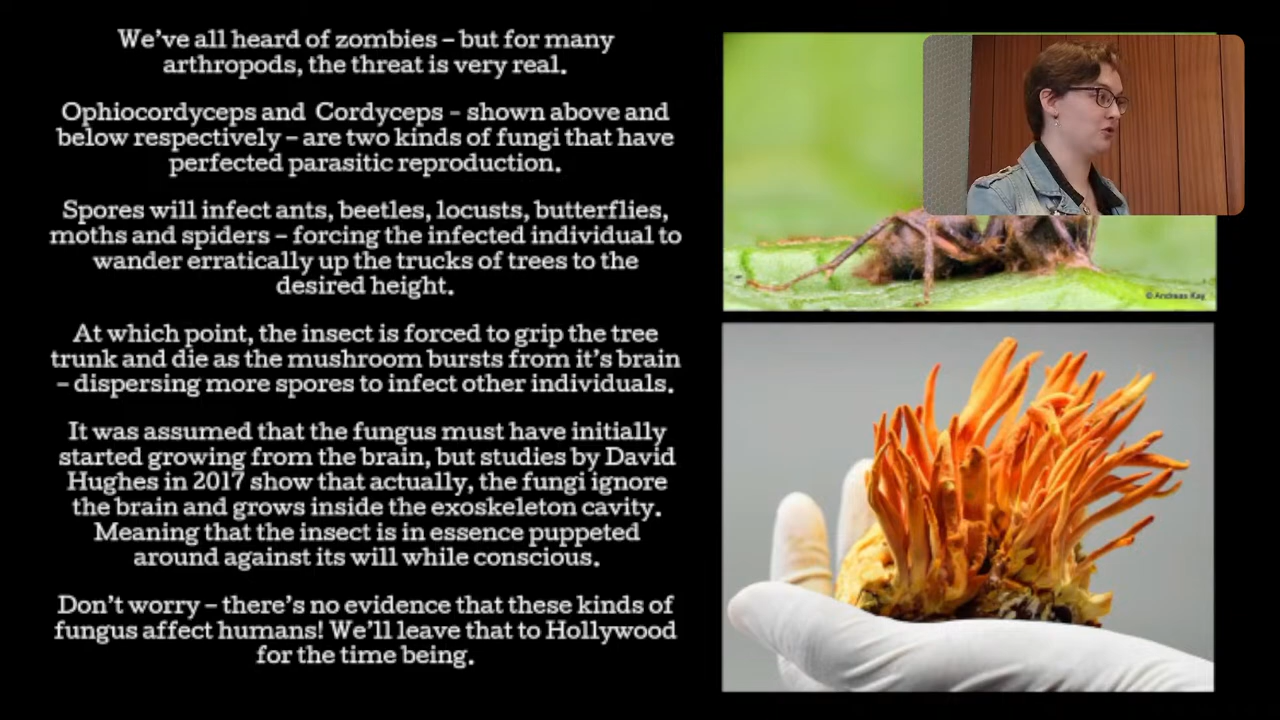 We've all heard of zombies – but for many
arthropods, the threat is very real.
Ophiocordyceps and Cordyceps – shown above and
below respectively – are two kinds of fungi that have
perfected parasitic reproduction.
Spores will infect ants, beetles, locusts, butterflies,
moths and spiders – forcing the infected individual to
wander erratically up the trucks of trees to the
desired height.
At which point, the insect is forced to grip the tree
trunk and die as the mushroom bursts from it's brain
– dispersing more spores to infect other individuals.
It was assumed that the fungus must have initially
started growing from the brain, but studies by David
Hughes in 2017 show that actually, the fungi ignore
the brain and grows inside the exoskeleton cavity.
Meaning that the insect is in essence puppeted
around against its will while conscious.
Don't worry – there's no evidence that these kinds of
fungus affect humans! We'll leave that to Hollywood
for the time being.
© Andreas Kay